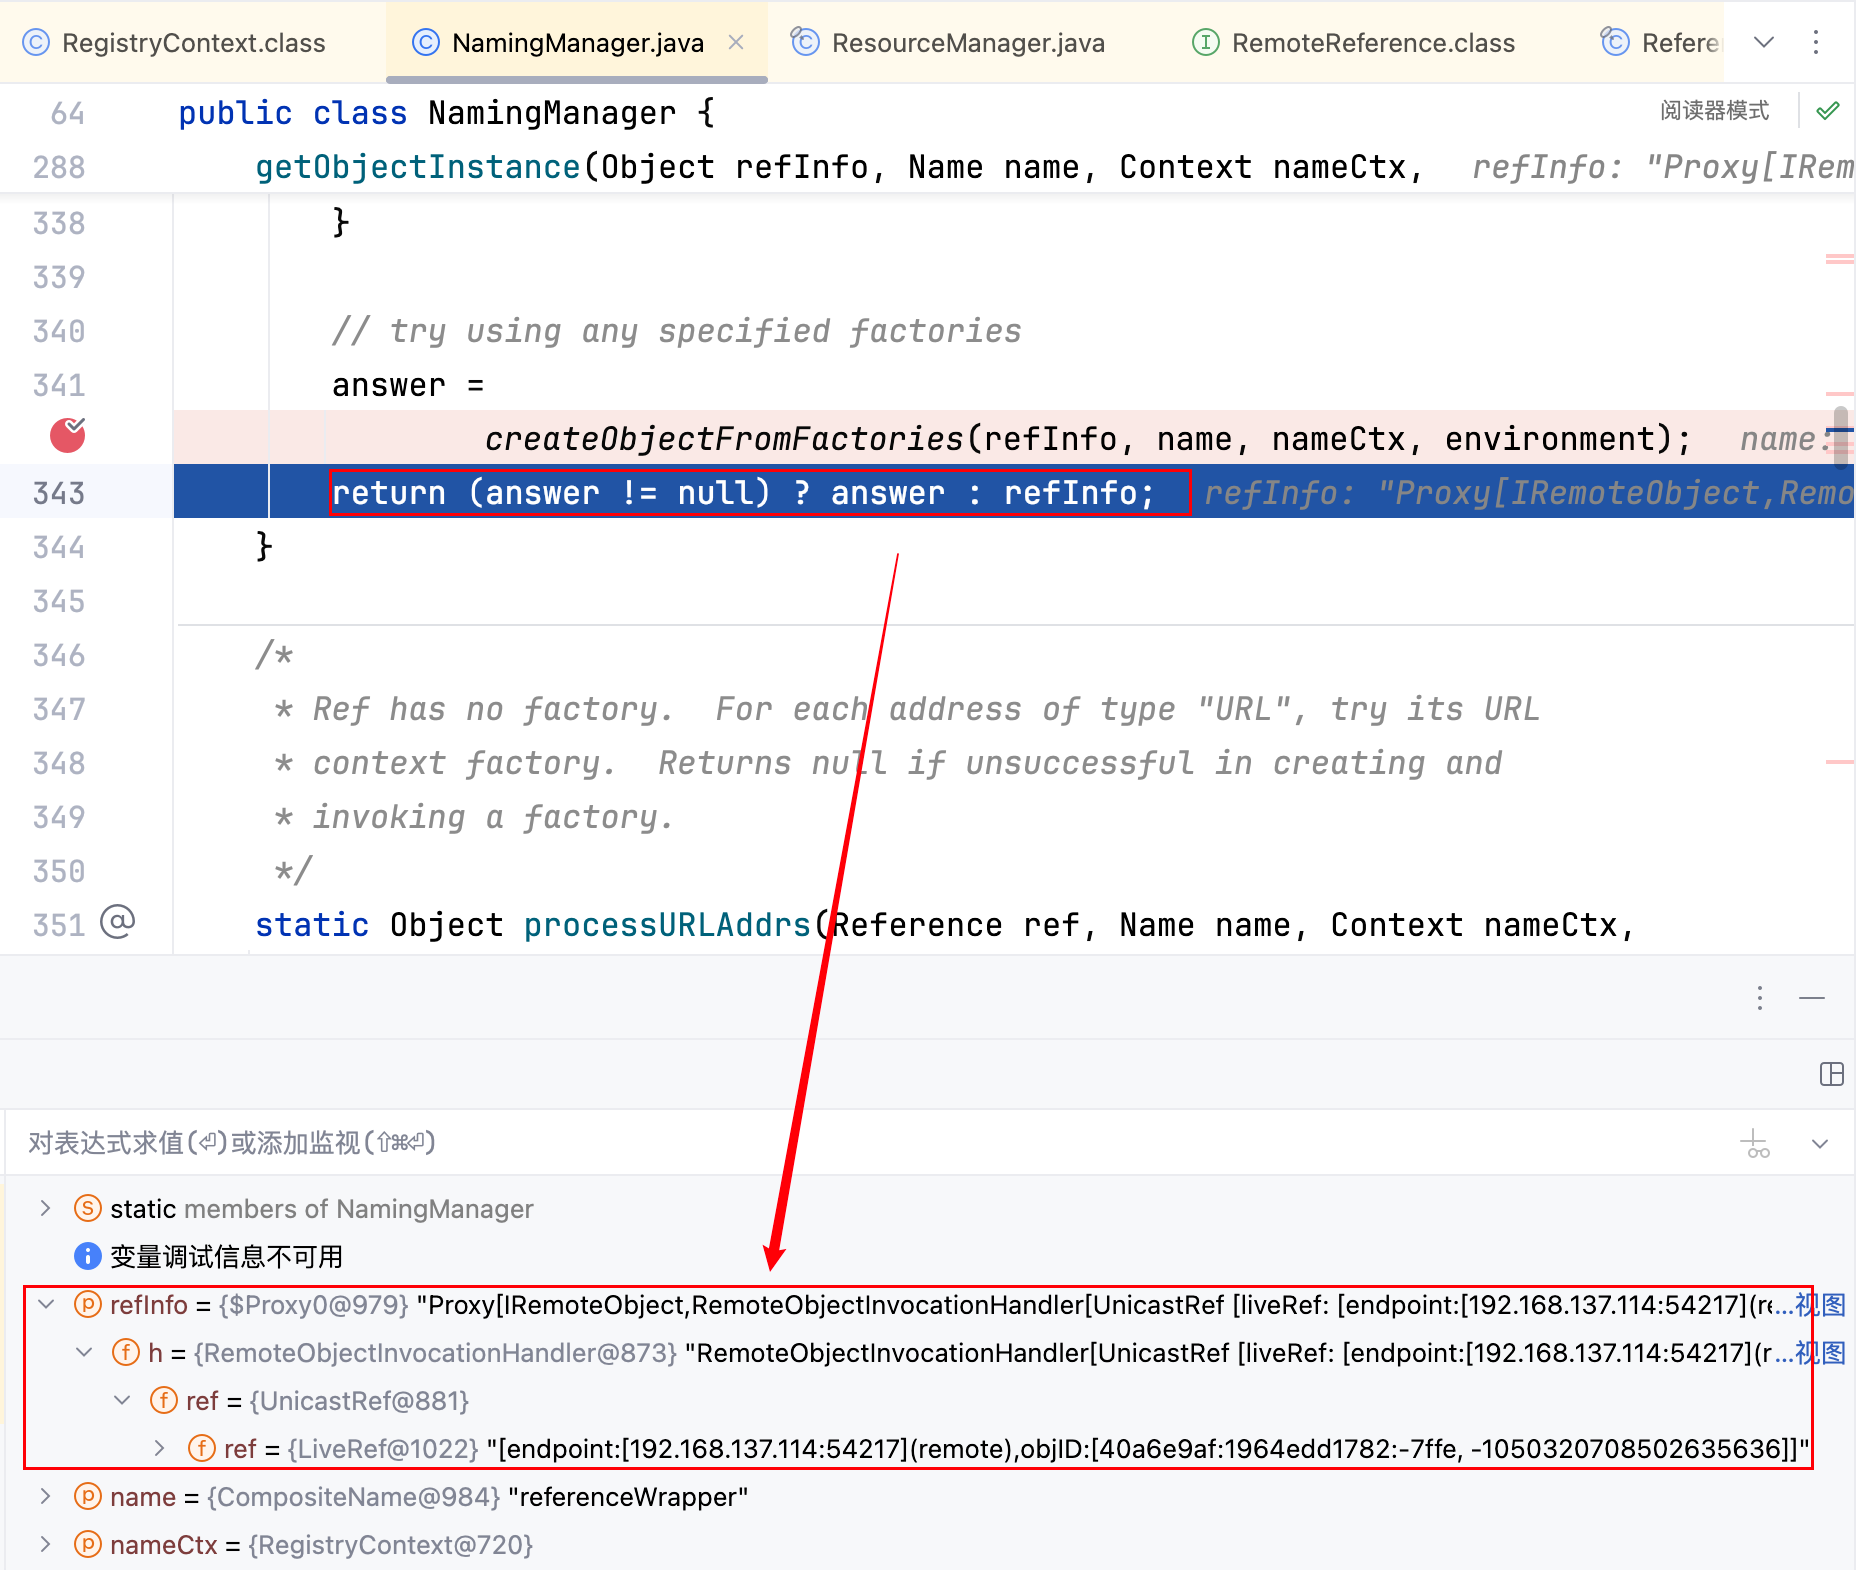 RegistryContext.class NamingManager.java ResourceManager.java RemoteReference.class Refere
64 public class NamingManager { 阅读器模式
288 getObjectInstance(Object refInfo, Name name, Context nameCtx, refInfo: "Proxy[IRem
338 }
339
340 // try using any specified factories
341 answer =
createObjectFromFactories(refInfo, name, nameCtx, environment); name:
343 return (answer != null) ? answer : refInfo; refInfo: "Proxy[IRemoteObject,Remo
344 }
345
346 /*
347 * Ref has no factory.  For each address of type "URL", try its URL
348 * context factory.  Returns null if unsuccessful in creating and
349 * invoking a factory.
350 */
351 @ static Object processURLAddrs(Reference ref, Name name, Context nameCtx,
对表达式求值(⏎)或添加监视(⇧⌘⏎)
static members of NamingManager
变量调试信息不可用
refInfo = {$Proxy0@979} "Proxy[IRemoteObject,RemoteObjectInvocationHandler[UnicastRef [liveRef: [endpoint:[192.168.137.114:54217](re...视图
h = {RemoteObjectInvocationHandler@873} "RemoteObjectInvocationHandler[UnicastRef [liveRef: [endpoint:[192.168.137.114:54217](r...视图
ref = {UnicastRef@881}
ref = {LiveRef@1022} "[endpoint:[192.168.137.114:54217](remote),objID:[40a6e9af:1964edd1782:-7ffe, -1050320708502635636]]"
name = {CompositeName@984} "referenceWrapper"
nameCtx = {RegistryContext@720}